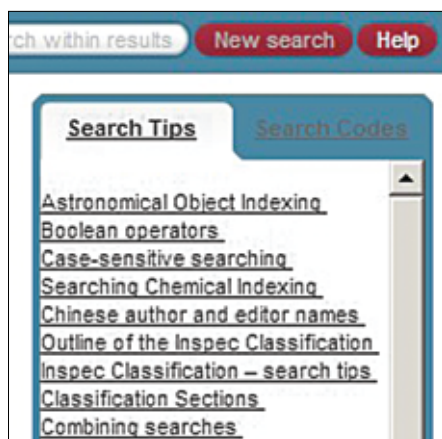 rch within results New search Help
Search Tips Search Codes
Astronomical Object Indexing
Boolean operators
Case-sensitive searching
Searching Chemical Indexing
Chinese author and editor names
Outline of the Inspec Classification
Inspec Classification – search tips
Classification Sections
Combining searches